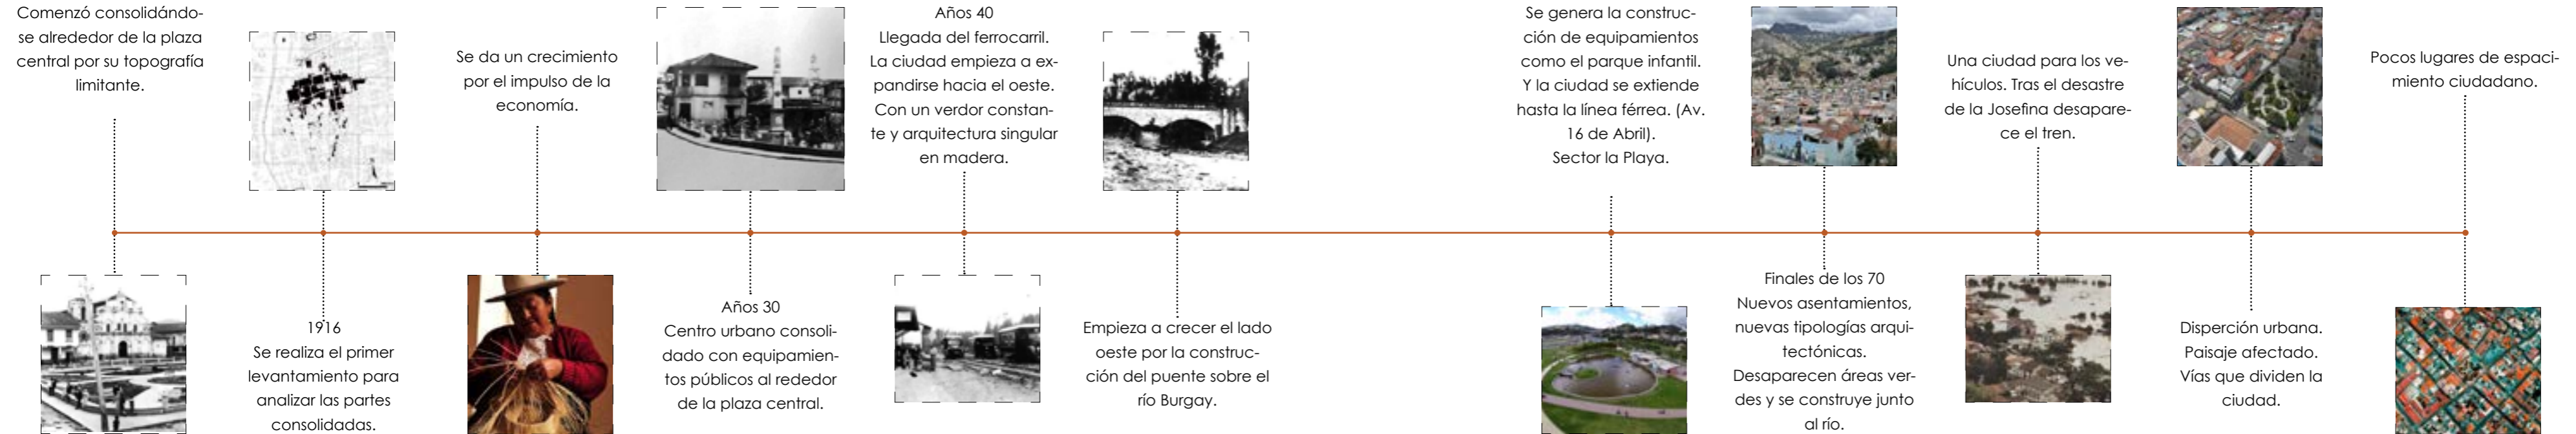 Comenzó consolidándo-
se alrededor de la plaza
central por su topografía
limitante.
1916
Se realiza el primer
levantamiento para
analizar las partes
consolidadas.
Se da un crecimiento
por el impulso de la
economía.
Años 30
Centro urbano consoli-
dado con equipamien-
tos públicos al rededor
de la plaza central.
Años 40
Llegada del ferrocarril.
La ciudad empieza a ex-
pandirse hacia el oeste.
Con un verdor constan-
te y arquitectura singular
en madera.
Empieza a crecer el lado
oeste por la construc-
ción del puente sobre el
río Burgay.
Se genera la construc-
ción de equipamientos
como el parque infantil.
Y la ciudad se extiende
hasta la línea férrea. (Av.
16 de Abril).
Sector la Playa.
Finales de los 70
Nuevos asentamientos,
nuevas tipologías arqui-
tectónicas.
Desaparecen áreas ver-
des y se construye junto
al río.
Una ciudad para los ve-
hículos. Tras el desastre
de la Josefina desapare-
ce el tren.
Disperción urbana.
Paisaje afectado.
Vías que dividen la
ciudad.
Pocos lugares de espaci-
miento ciudadano.